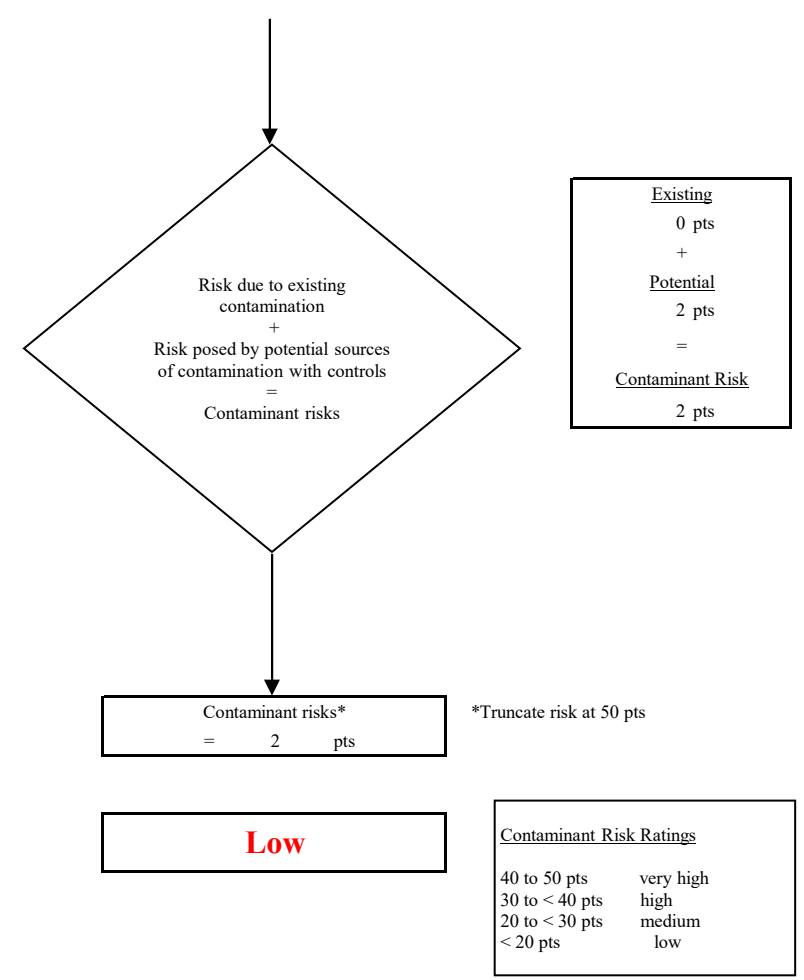 Risk due to existing
contamination
+
Risk posed by potential sources
of contamination with controls
=
Contaminant risks
Existing
0 pts
+
Potential
2 pts
=
Contaminant Risk
2 pts
Contaminant risks*
= 2 pts
*Truncate risk at 50 pts
Low
Contaminant Risk Ratings
40 to 50 pts very high
30 to < 40 pts high
20 to < 30 pts medium
< 20 pts low